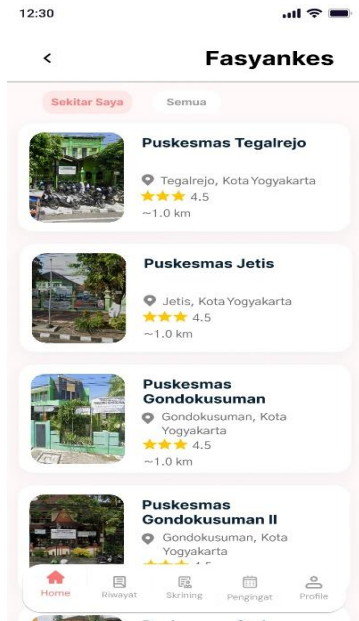 12:30
Fasyankes
Sekitar Saya Semua
Puskesmas Tegalrejo
Tegalrejo, Kota Yogyakarta
4.5
~1.0 km
Puskesmas Jetis
Jetis, Kota Yogyakarta
4.5
~1.0 km
Puskesmas
Gondokusuman
Gondokusuman, Kota
Yogyakarta
4.5
~1.0 km
Puskesmas
Gondokusuman II
Gondokusuman, Kota
Yogyakarta
Home Riwayat Skrining Pengingat Profile